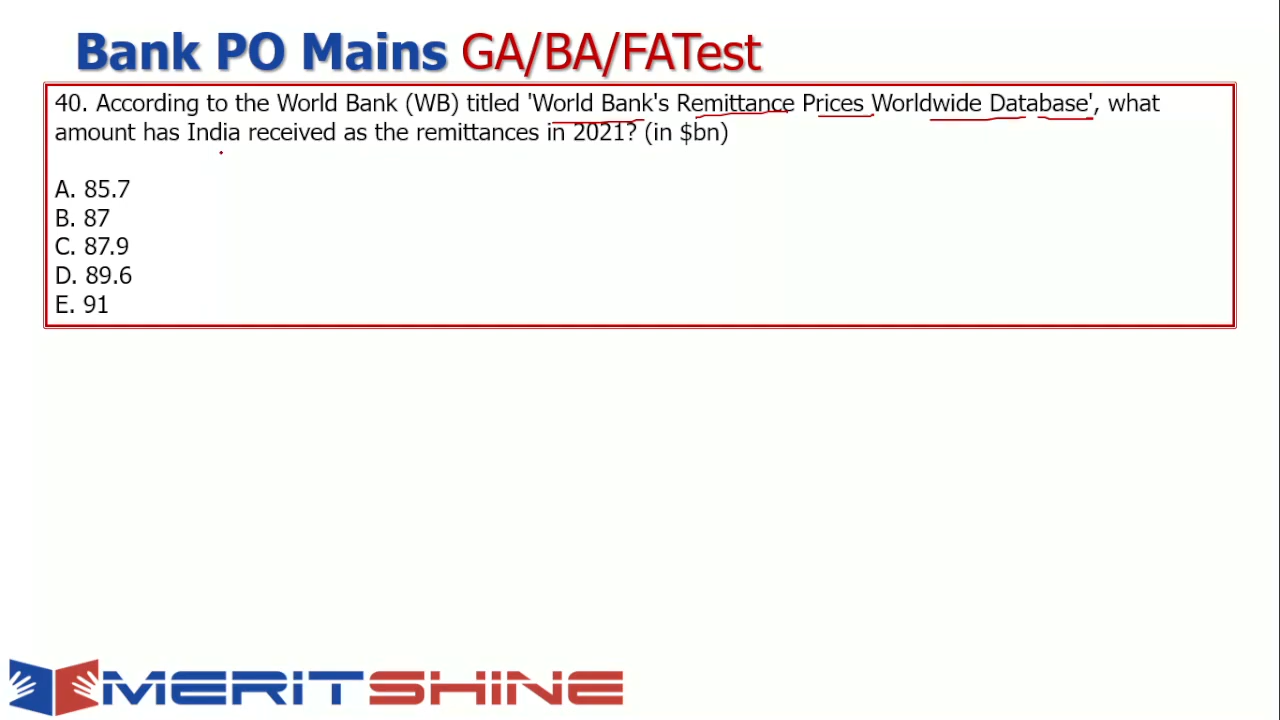 Bank PO Mains GA/BA/FATest
40. According to the World Bank (WB) titled 'World Bank's Remittance Prices Worldwide Database', what
amount has India received as the remittances in 2021? (in $bn)
A. 85.7
B. 87
C. 87.9
D. 89.6
E. 91
MERITSHINE